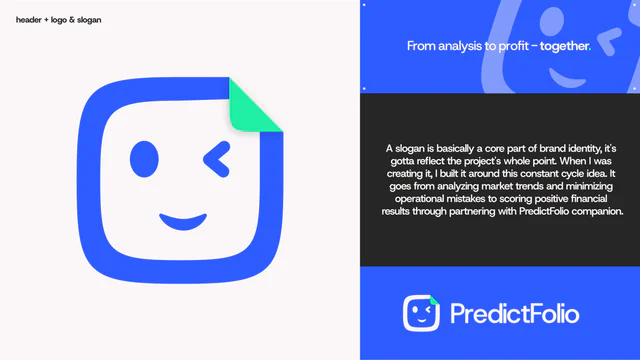 header + logo & slogan
From analysis to profit – together.
A slogan is basically a core part of brand identity, it's
gotta reflect the project's whole point. When I was
creating it, I built it around this constant cycle idea. It
goes from analyzing market trends and minimizing
operational mistakes to scoring positive financial
results through partnering with PredictFolio companion.
PredictFolio